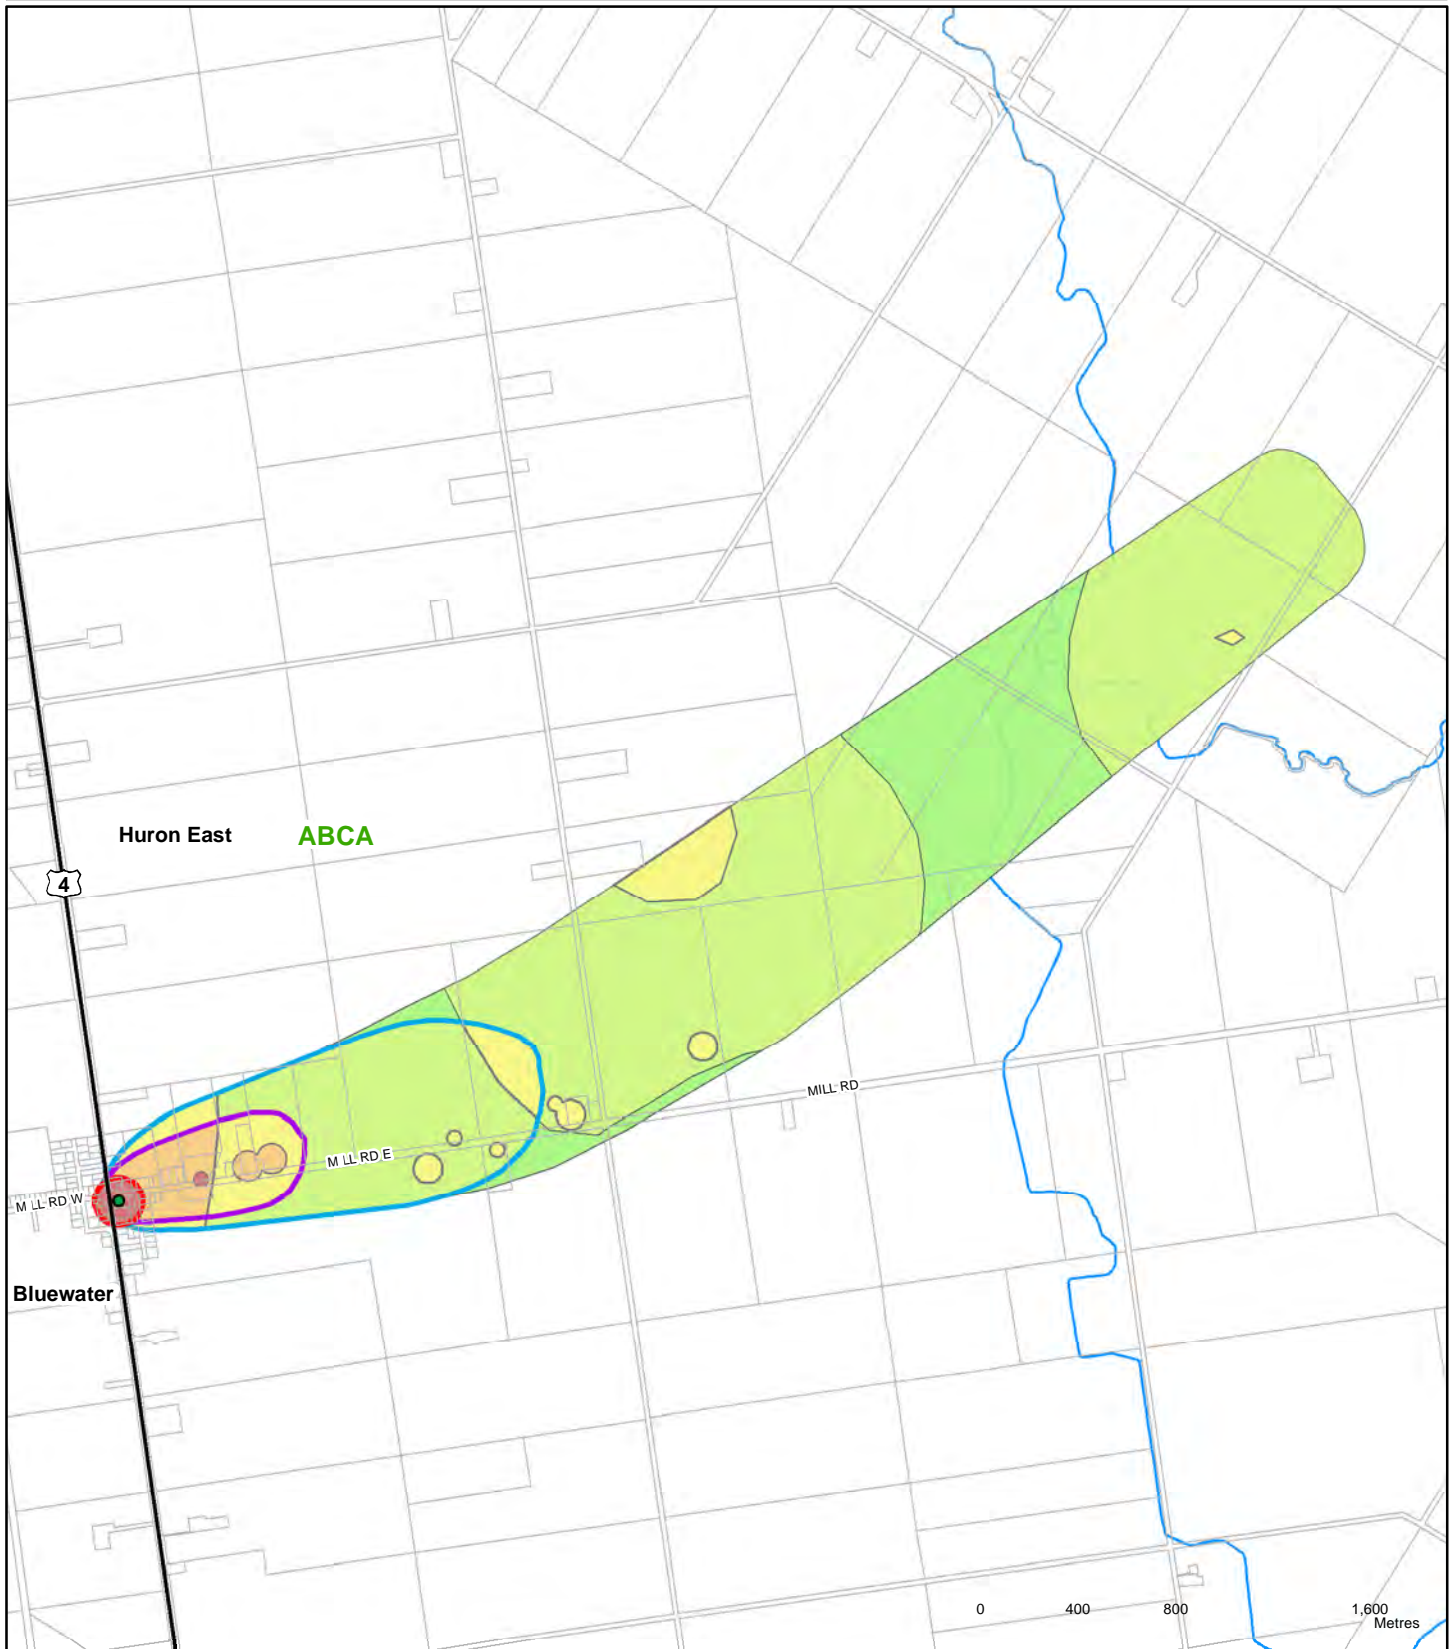 Huron East
ABCA
4
MILL RD
M LL RD E
M LL RD W
Bluewater
0 400 800 1,600
Metres